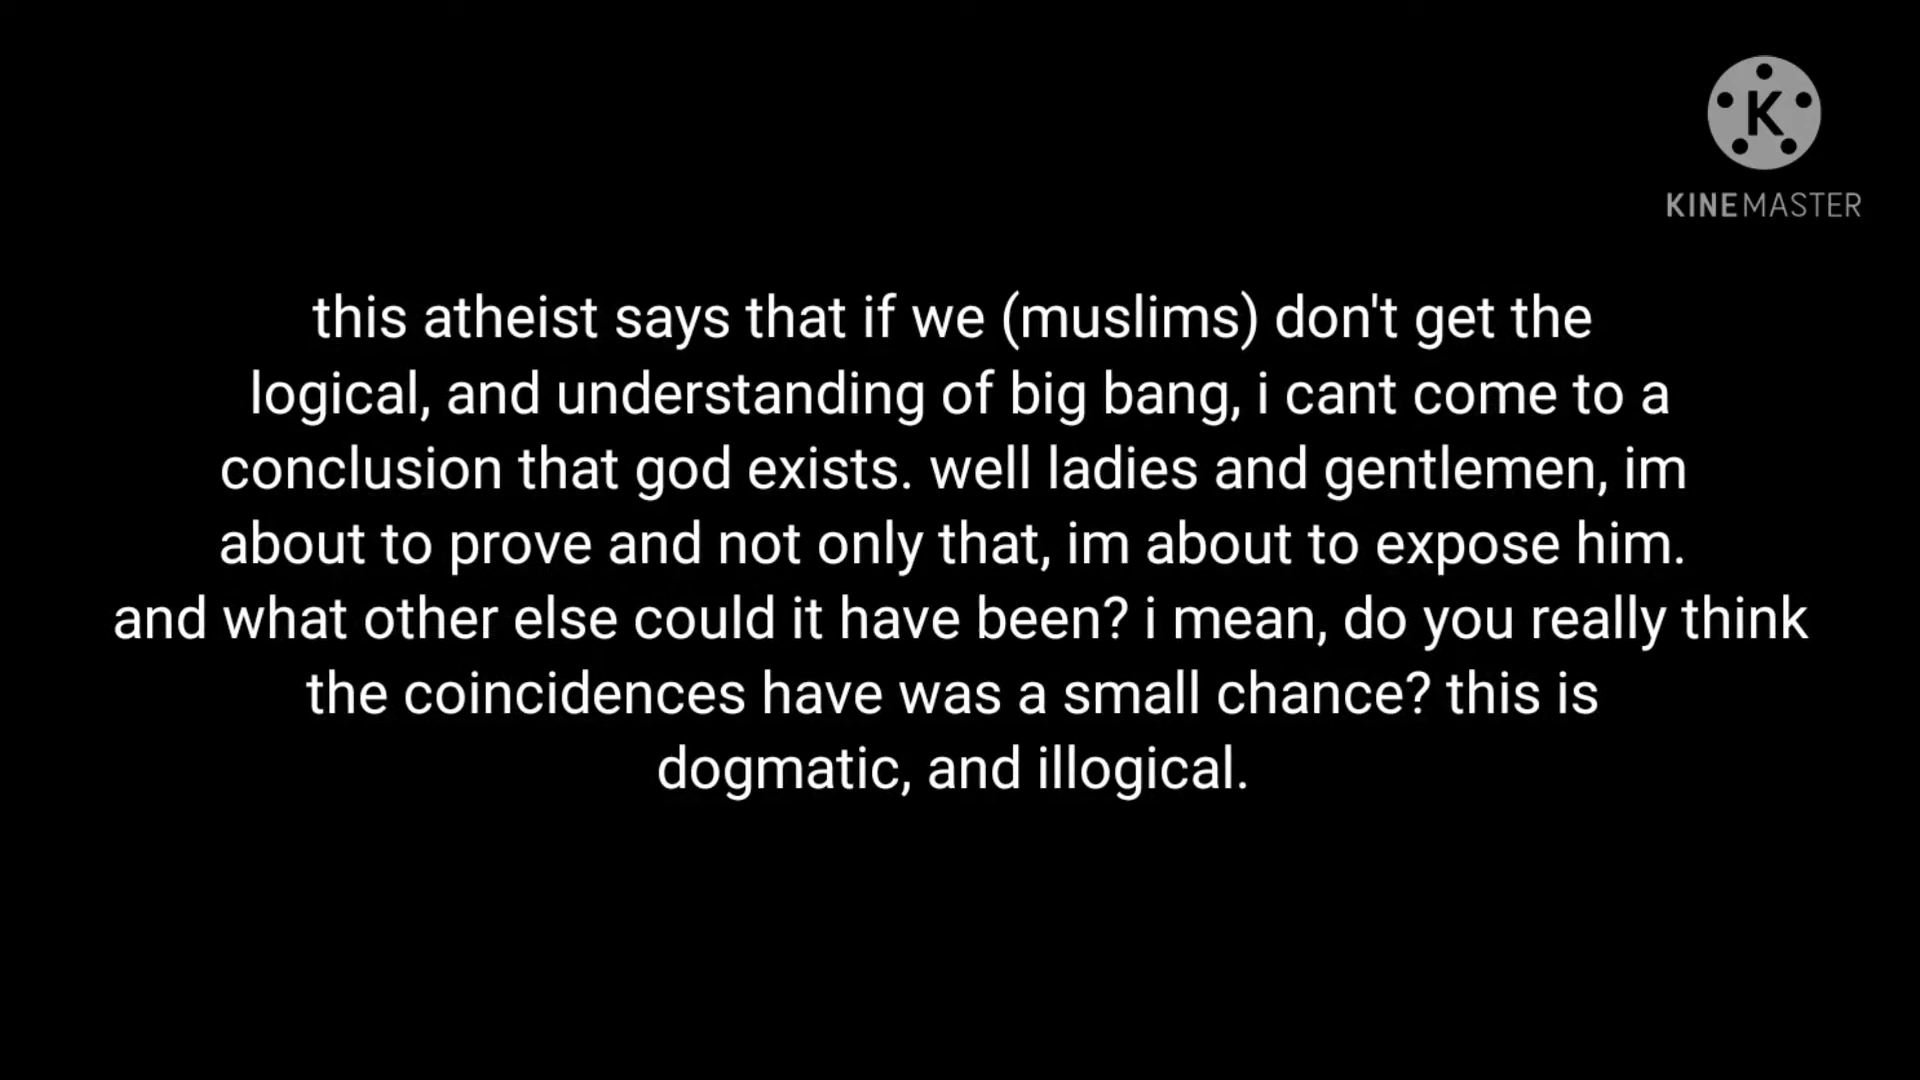 K
KINEMASTER
this atheist says that if we (muslims) don't get the
logical, and understanding of big bang, i cant come to a
conclusion that god exists. well ladies and gentlemen, im
about to prove and not only that, im about to expose him.
and what other else could it have been? i mean, do you really think
the coincidences have was a small chance? this is
dogmatic, and illogical.